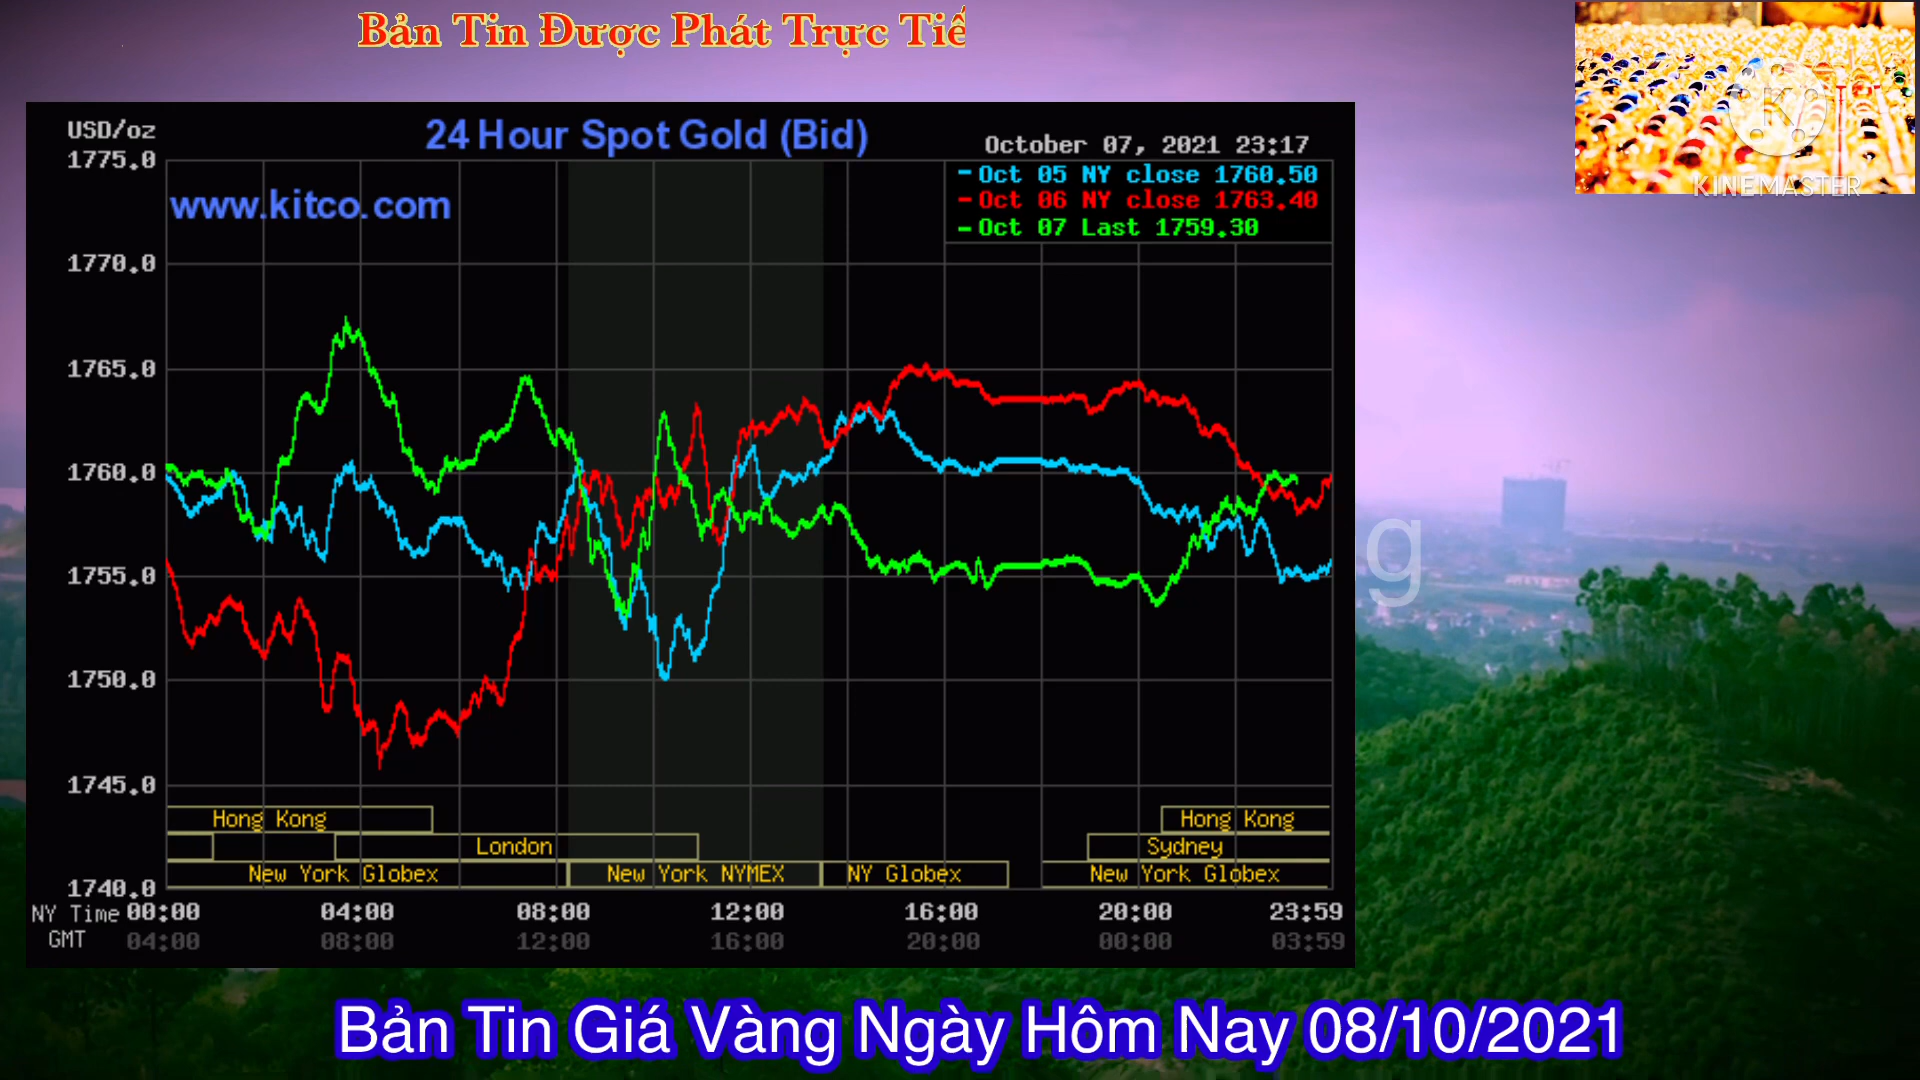 Bản Tin Được Phát Trực Tiế
KINEMASTER
USD/oz
24 Hour Spot Gold (Bid)
October 07, 2021 23:17
www.kitco.com
Oct 05 NY close 1760.50
Oct 06 NY close 1763.40
Oct 07 Last 1759.30
1775.0
1770.0
1765.0
1760.0
1755.0
1750.0
1745.0
1740.0
g
Hong Kong Hong Kong
London Sydney
New York Globex New York NYMEX NY Globex New York Globex
NY Time 00:00 04:00 08:00 12:00 16:00 20:00 23:59
GMT 04:00 08:00 12:00 16:00 20:00 00:00 03:59
Bản Tin Giá Vàng Ngày Hôm Nay 08/10/2021